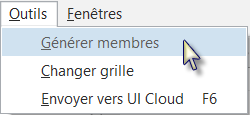 Outils Fenêtres
Générer membres
Changer grille
Envoyer vers UI Cloud F6